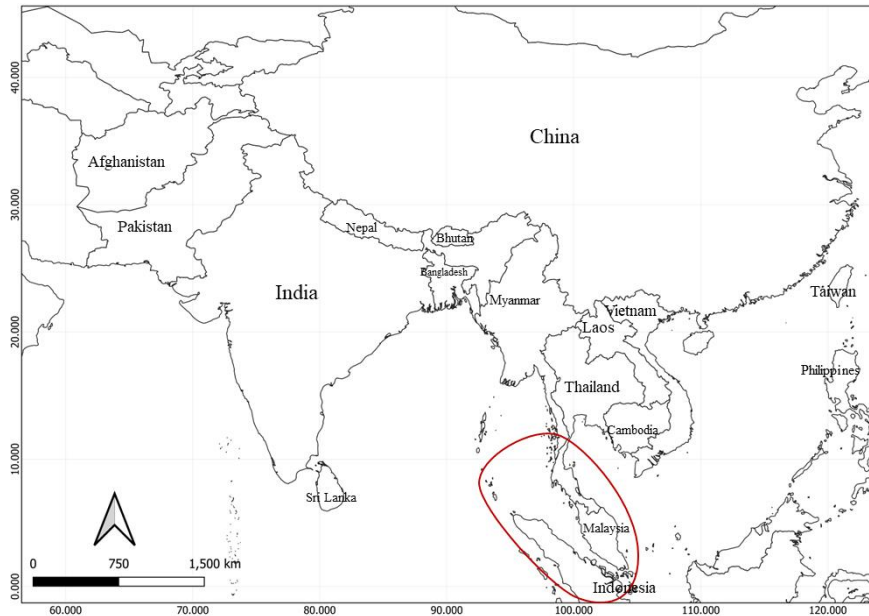 40.000
30.000
20.000
10.000
0.000
China
Afghanistan
Pakistan
Nepal
Bhutan
Bangladesh
India
Myanmar
Vietnam
Laos
Taiwan
Thailand
Philippines
Cambodia
Sri Lanka
Malaysia
Indonesia
0 750 1,500 km
60.000 70.000 80.000 90.000 100.000 110.000 120.000